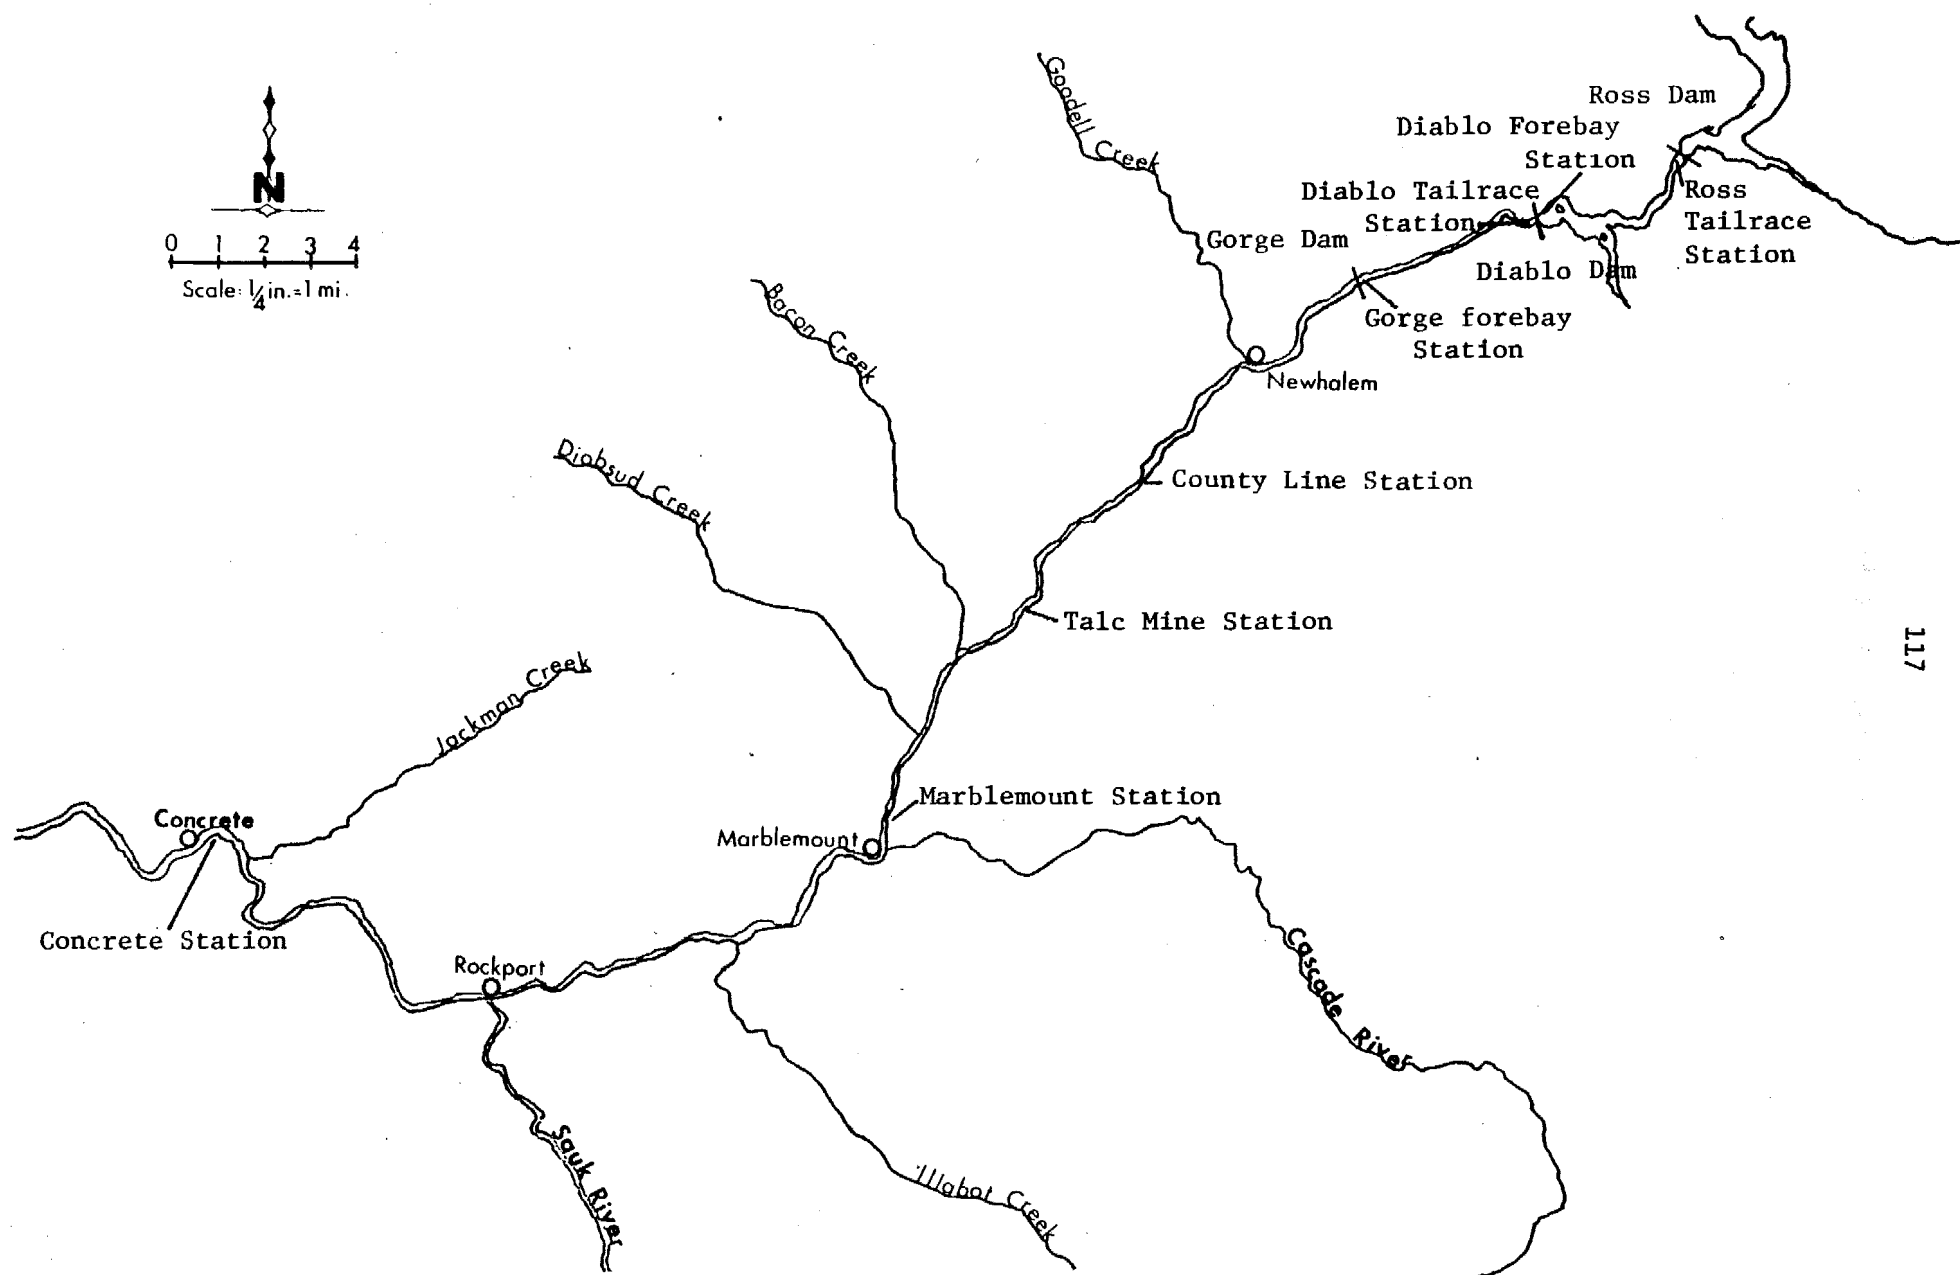 Goodell Creek
Ross Dam
Diablo Forebay
Station
Diablo Tailrace
Station
Ross
Tailrace
Station
Gorge Dam
Diablo Dam
N
0 1 2 3 4
Scale: 1/4 in.=1 mi.
Bacon Creek
Gorge forebay
Station
Newhalem
Diobsud Creek
County Line Station
Talc Mine Station
117
Jackman Creek
Marblemount Station
Concrete
Marblemount
Concrete Station
Rockport
Cascade River
Sauk River
Illabot Creek